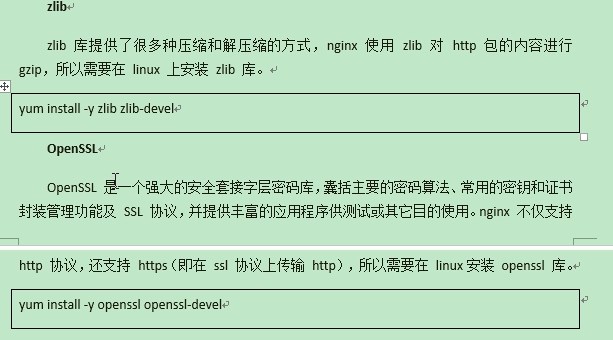 zlib
zlib 库提供了很多种压缩和解压缩的方式，nginx 使用 zlib 对 http 包的内容进行
gzip，所以需要在 linux 上安装 zlib 库。
yum install -y zlib zlib-devel
OpenSSL
OpenSSL 是一个强大的安全套接字层密码库，囊括主要的密码算法、常用的密钥和证书
封装管理功能及 SSL 协议，并提供丰富的应用程序供测试或其它目的使用。nginx 不仅支持
http 协议，还支持 https（即在 ssl 协议上传输 http），所以需要在 linux安装 openssl 库。
yum install -y openssl openssl-devel